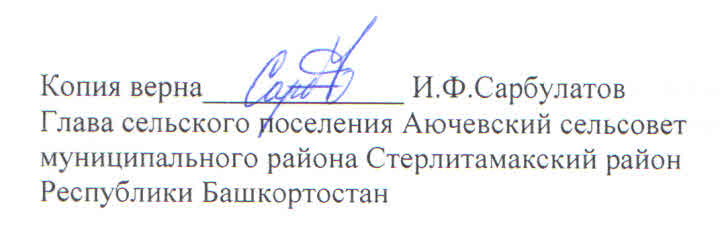 Копия верна______________ И.Ф.Сарбулатов
Глава сельского поселения Аючевский сельсовет
муниципального района Стерлитамакский район
Республики Башкортостан